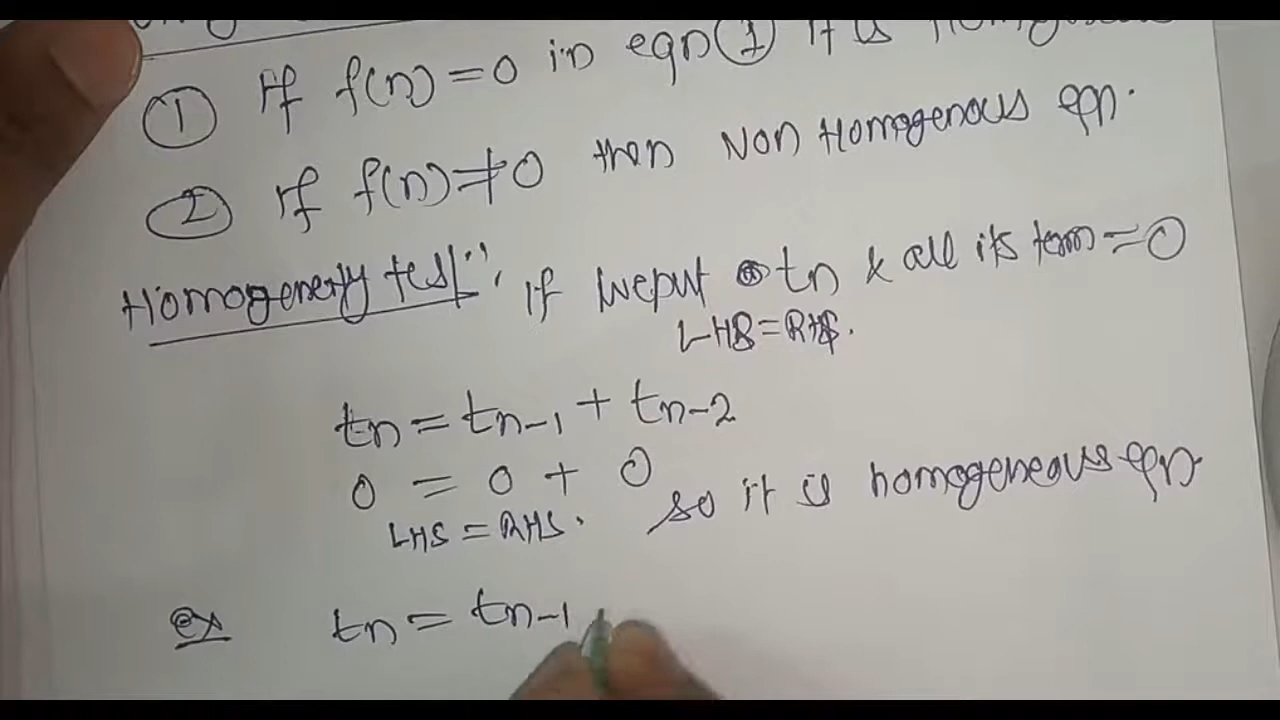 ① If f(n) = 0 in eqn ① it is
② If f(n) ≠ 0 then Non Homogenous eqn.
Homogenerty test:, if we put tn & all its term = 0
LHS = RHS.
tn = tn-1 + tn-2
0 = 0 + 0
LHS = RHS. so it is homogeneous eqn
ex tn = tn-1